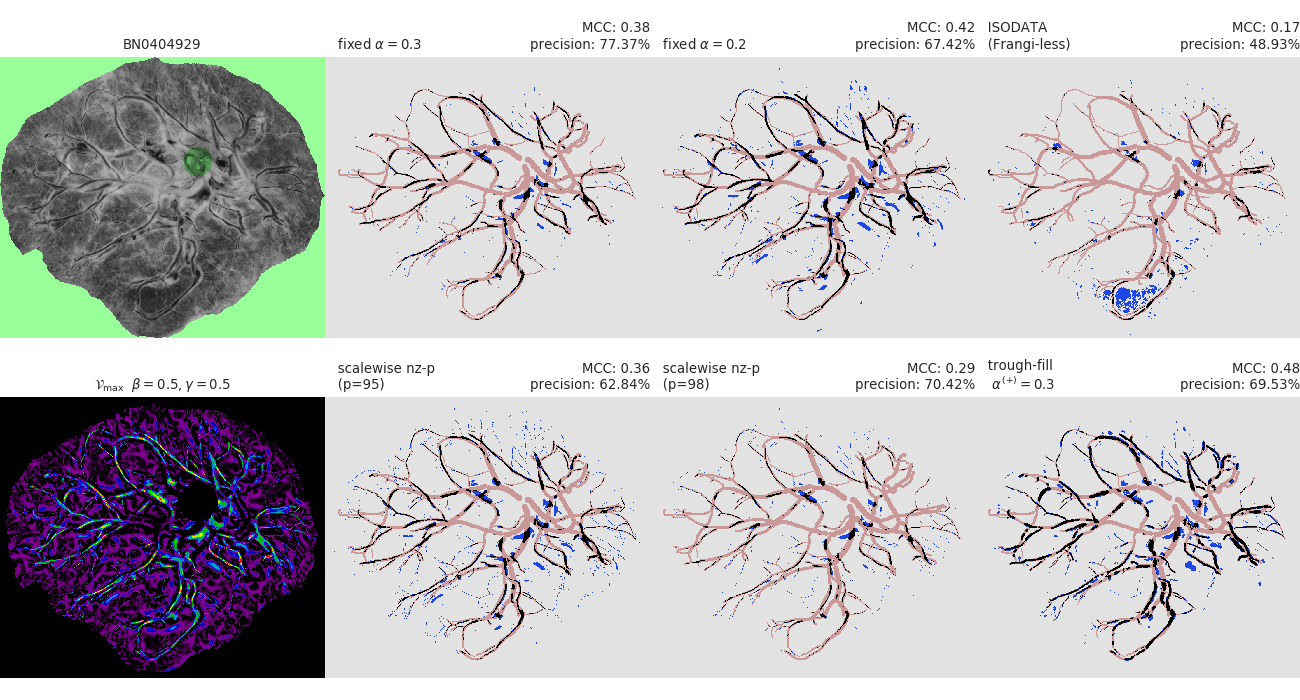 BN0404929
fixed α = 0.3
MCC: 0.38
precision: 77.37%
fixed α = 0.2
MCC: 0.42
precision: 67.42%
ISODATA
(Frangi-less)
MCC: 0.17
precision: 48.93%
𝒱max β = 0.5, γ = 0.5
scalewise nz-p
(p=95)
MCC: 0.36
precision: 62.84%
scalewise nz-p
(p=98)
MCC: 0.29
precision: 70.42%
trough-fill
α(+) = 0.3
MCC: 0.48
precision: 69.53%